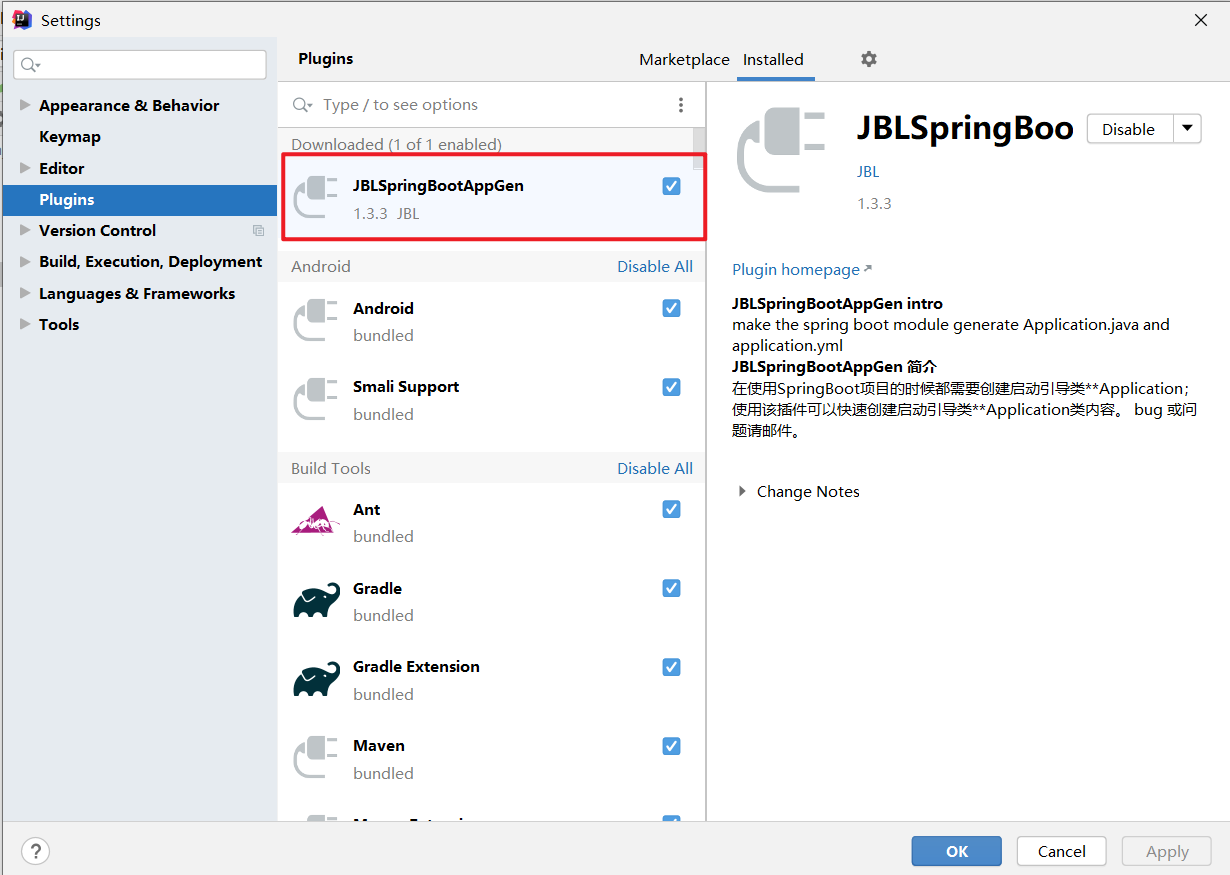 Settings
Plugins
Marketplace
Installed
Appearance & Behavior
Keymap
Editor
Plugins
Version Control
Build, Execution, Deployment
Languages & Frameworks
Tools
Type / to see options
Downloaded (1 of 1 enabled)
JBLSpringBootAppGen
1.3.3 JBL
Android
Disable All
Android
bundled
Smali Support
bundled
Build Tools
Disable All
Ant
bundled
Gradle
bundled
Gradle Extension
bundled
Maven
bundled
JBLSpringBoo
Disable
JBL
1.3.3
Plugin homepage
JBLSpringBootAppGen intro
make the spring boot module generate Application.java and
application.yml
JBLSpringBootAppGen 简介
在使用SpringBoot项目的时候都需要创建启动引导类**Application;
使用该插件可以快速创建启动引导类**Application类内容。 bug 或问
题请邮件。
Change Notes
?
OK
Cancel
Apply